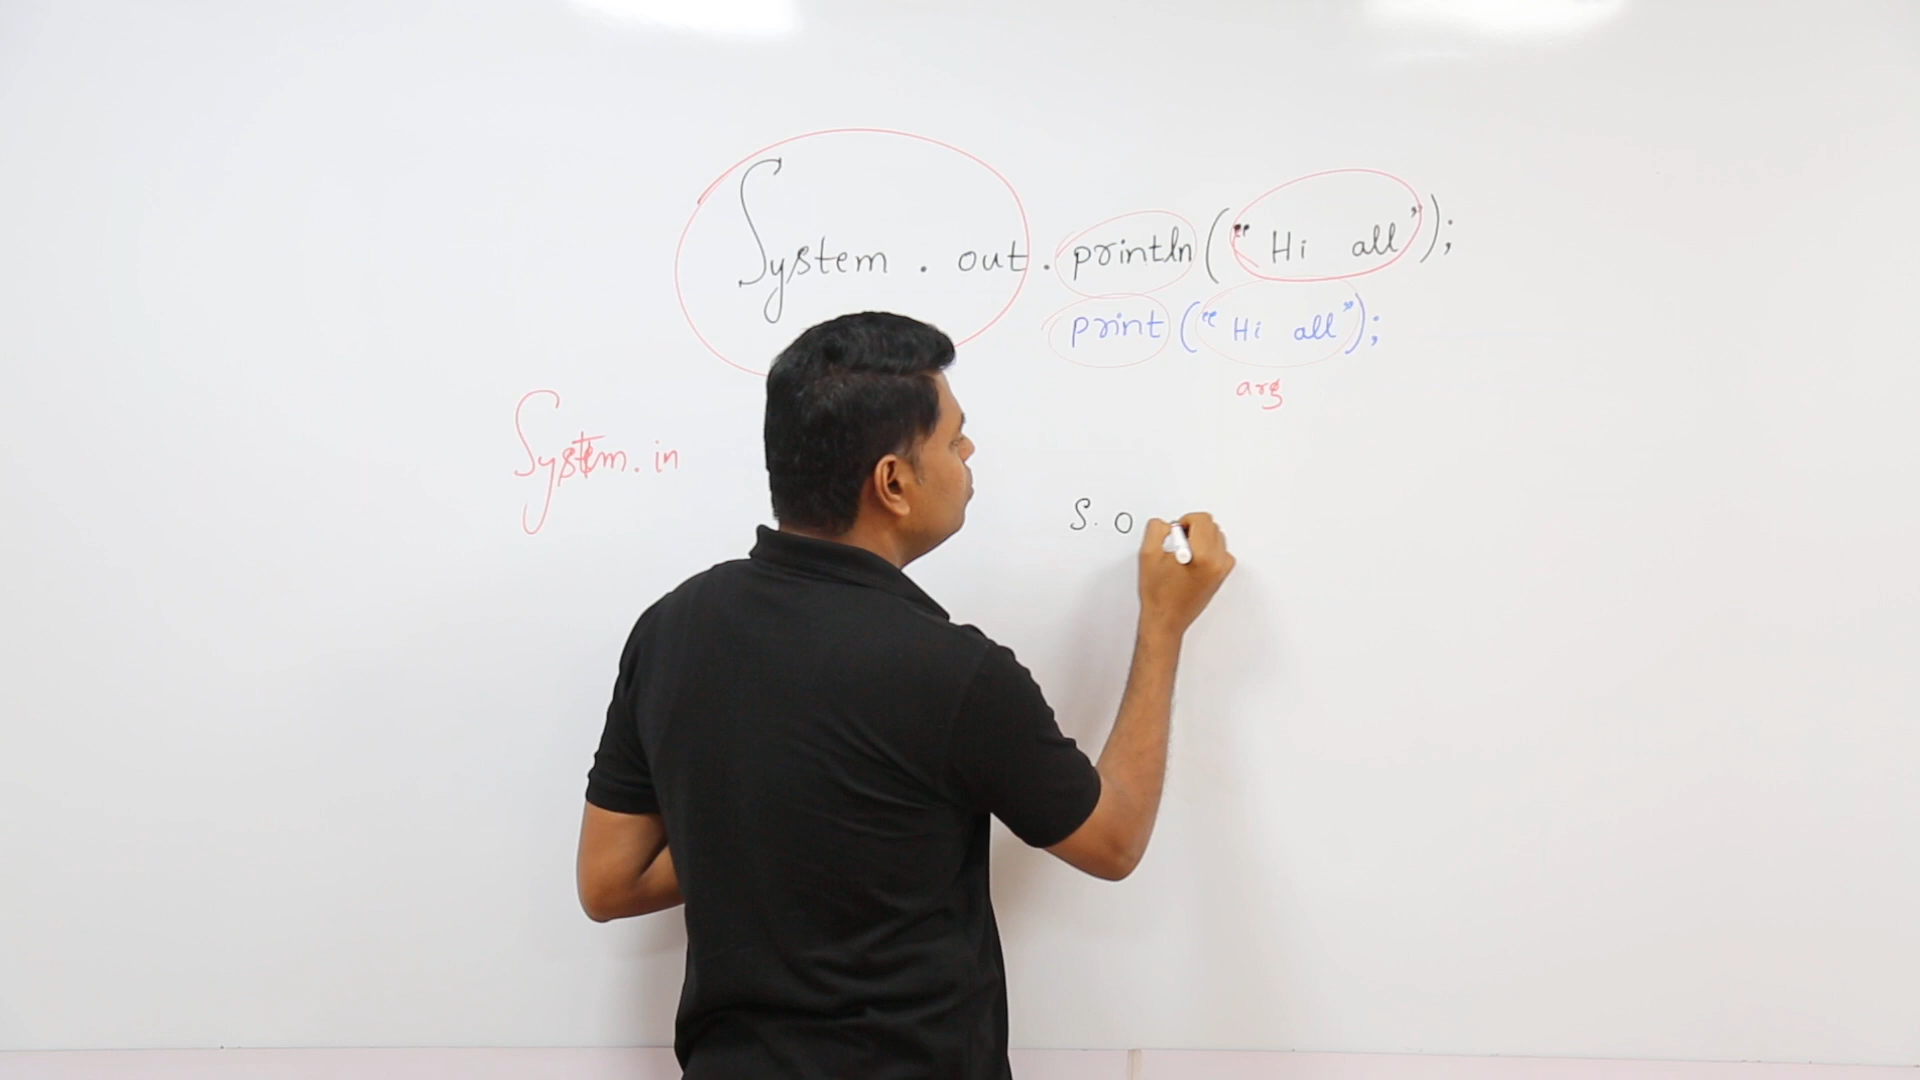 System . out . println (" Hi all");
print (" Hi all");
arg
System. in
S. O